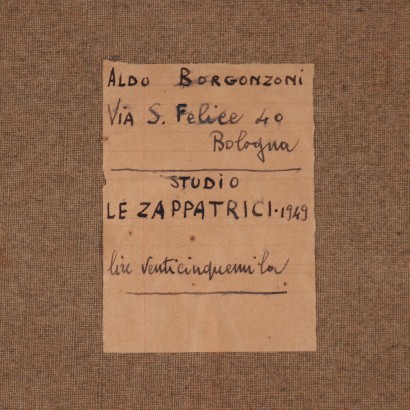 ALDO BORGONZONI
VIA S. Felice 40
Bologna
STUDIO
LE ZAPPATRICI · 1949
lire venticinquemila